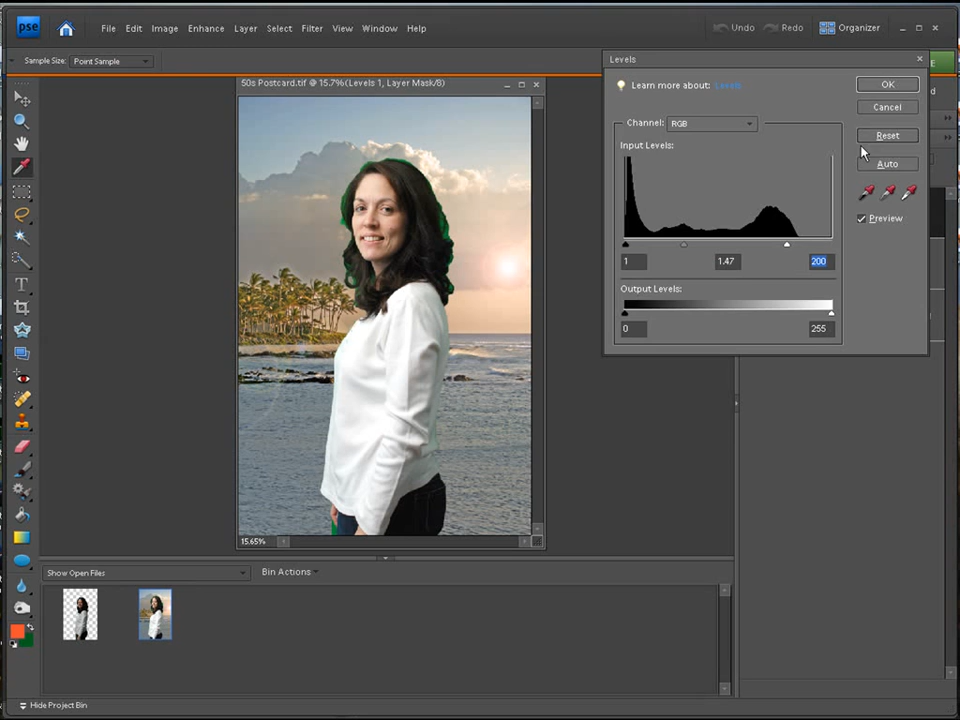 pse File Edit Image Enhance Layer Select Filter View Window Help Undo Redo Organizer
Sample Size: Point Sample
50s Postcard.tif @ 15.7%(Levels 1, Layer Mask/8)
Levels
Learn more about: Levels
OK
Cancel
Channel: RGB
Reset
Input Levels:
Auto
Preview
1 1.47 200
Output Levels:
0 255
15.65%
Show Open Files Bin Actions
Hide Project Bin
T
E
d